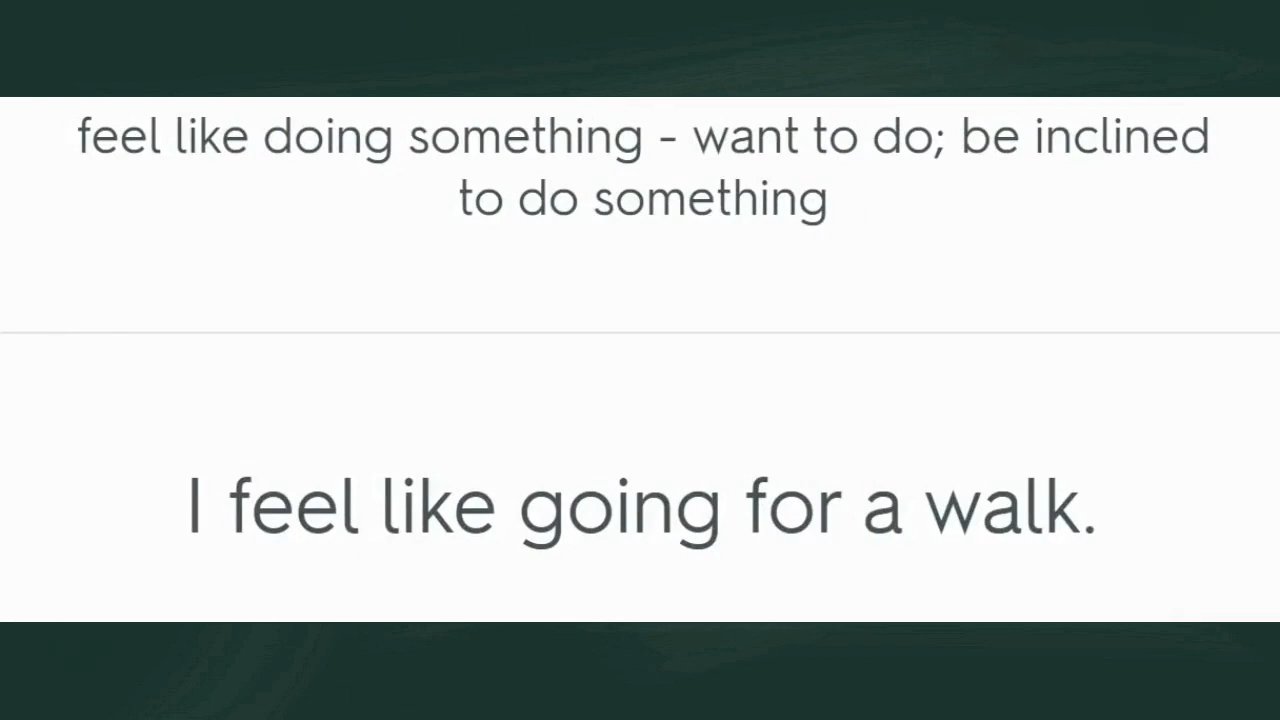 feel like doing something - want to do; be inclined
to do something
I feel like going for a walk.